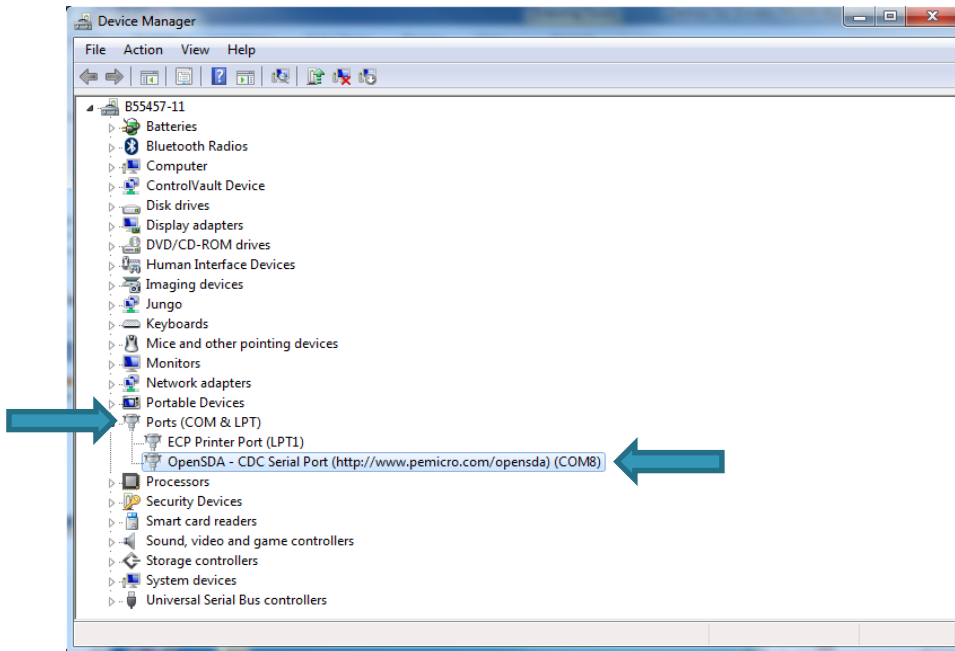 Device Manager
File Action View Help
B55457-11
Batteries
Bluetooth Radios
Computer
ControlVault Device
Disk drives
Display adapters
DVD/CD-ROM drives
Human Interface Devices
Imaging devices
Jungo
Keyboards
Mice and other pointing devices
Monitors
Network adapters
Portable Devices
Ports (COM & LPT)
ECP Printer Port (LPT1)
OpenSDA - CDC Serial Port (http://www.pemicro.com/opensda) (COM8)
Processors
Security Devices
Smart card readers
Sound, video and game controllers
Storage controllers
System devices
Universal Serial Bus controllers